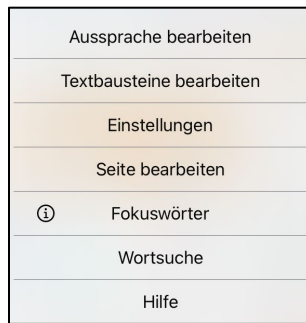 Aussprache bearbeiten
Textbausteine bearbeiten
Einstellungen
Seite bearbeiten
Fokuswörter
Wortsuche
Hilfe